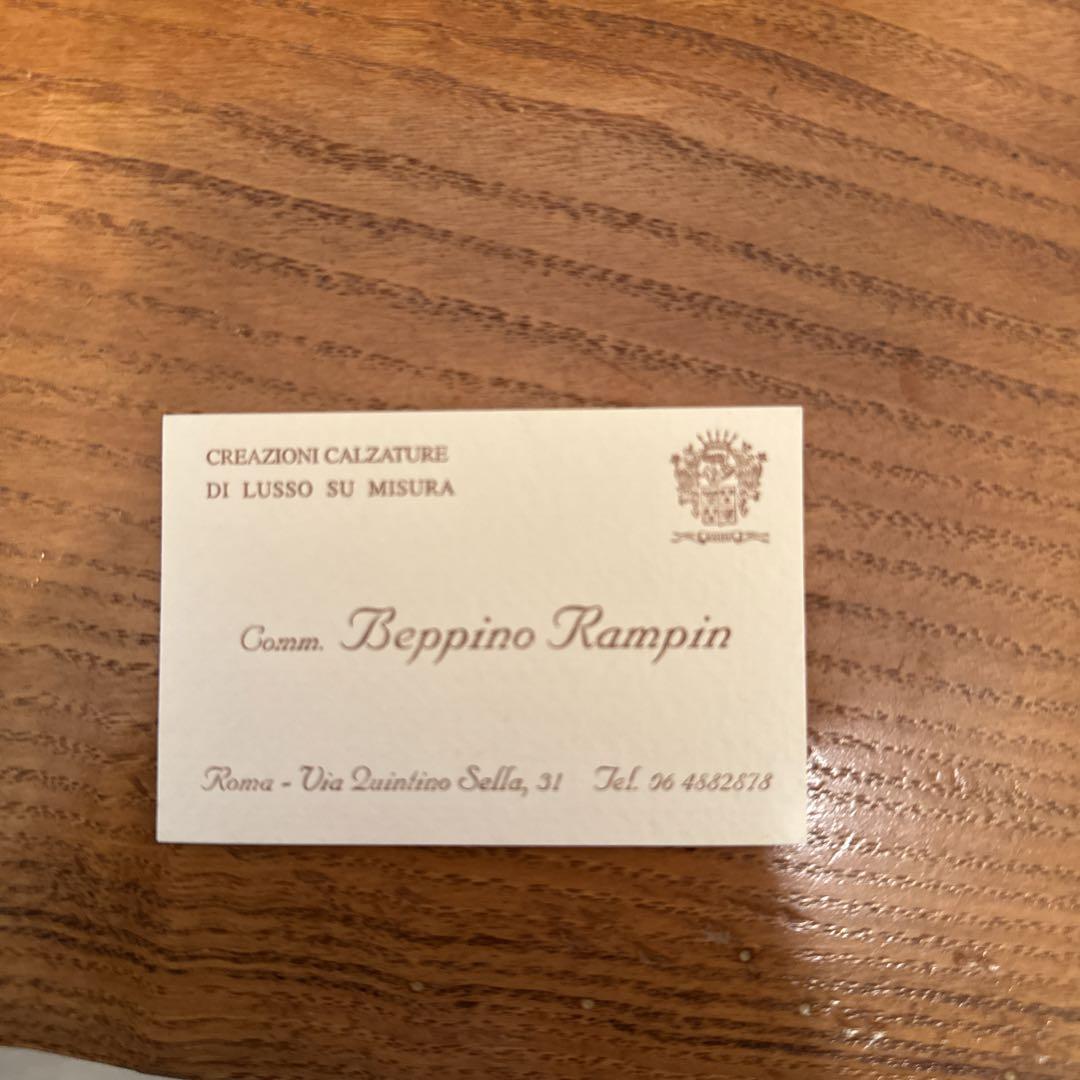 CREAZIONI CALZATURE
DI LUSSO SU MISURA
Comm. Beppino Rampin
Roma - Via Quintino Sella, 31 Tel. 06 4882878